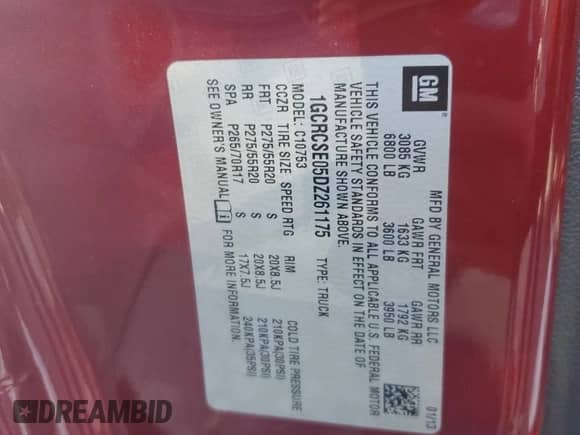 GM ®
MFD BY GENERAL MOTORS LLC 01/13
GVWR GAWR FRT GAWR RR
3085 KG 1633 KG 1792 KG
6800 LB 3600 LB 3950 LB
THIS VEHICLE CONFORMS TO ALL APPLICABLE U.S. FEDERAL MOTOR
VEHICLE SAFETY STANDARDS IN EFFECT ON THE DATE OF
MANUFACTURE SHOWN ABOVE.
1GCRCSE05DZ261175 TYPE: TRUCK
MODEL: C10753
CCZR TIRE SIZE SPEED RTG RIM COLD TIRE PRESSURE
FRT P275/55R20 S 20X8.5J 210KPA(30PSI)
RR P275/55R20 S 20X8.5J 210KPA(30PSI)
SPA P265/70R17 S 17X7.5J 240KPA(35PSI)
SEE OWNER'S MANUAL FOR MORE INFORMATION.
DREAMBID